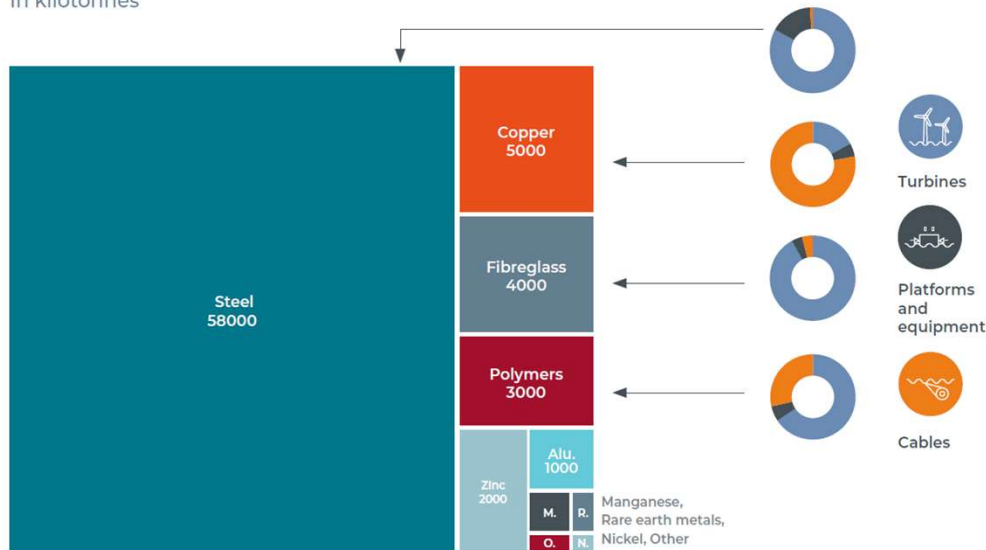 In kilotonnes
Steel
58000
Copper
5000
Fibreglass
4000
Polymers
3000
Zinc
2000
Alu.
1000
M.
R.
O.
N.
Manganese,
Rare earth metals,
Nickel, Other
Turbines
Platforms
and
equipment
Cables